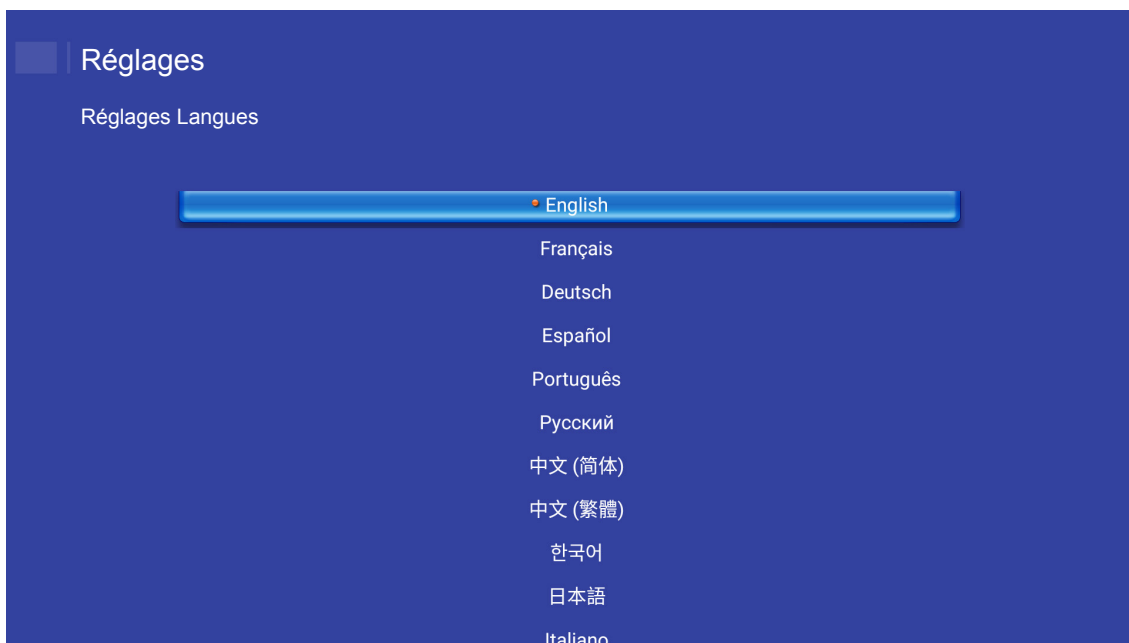 Réglages
Réglages Langues
English
Français
Deutsch
Español
Português
Русский
中文 (简体)
中文 (繁體)
한국어
日本語
Italiano